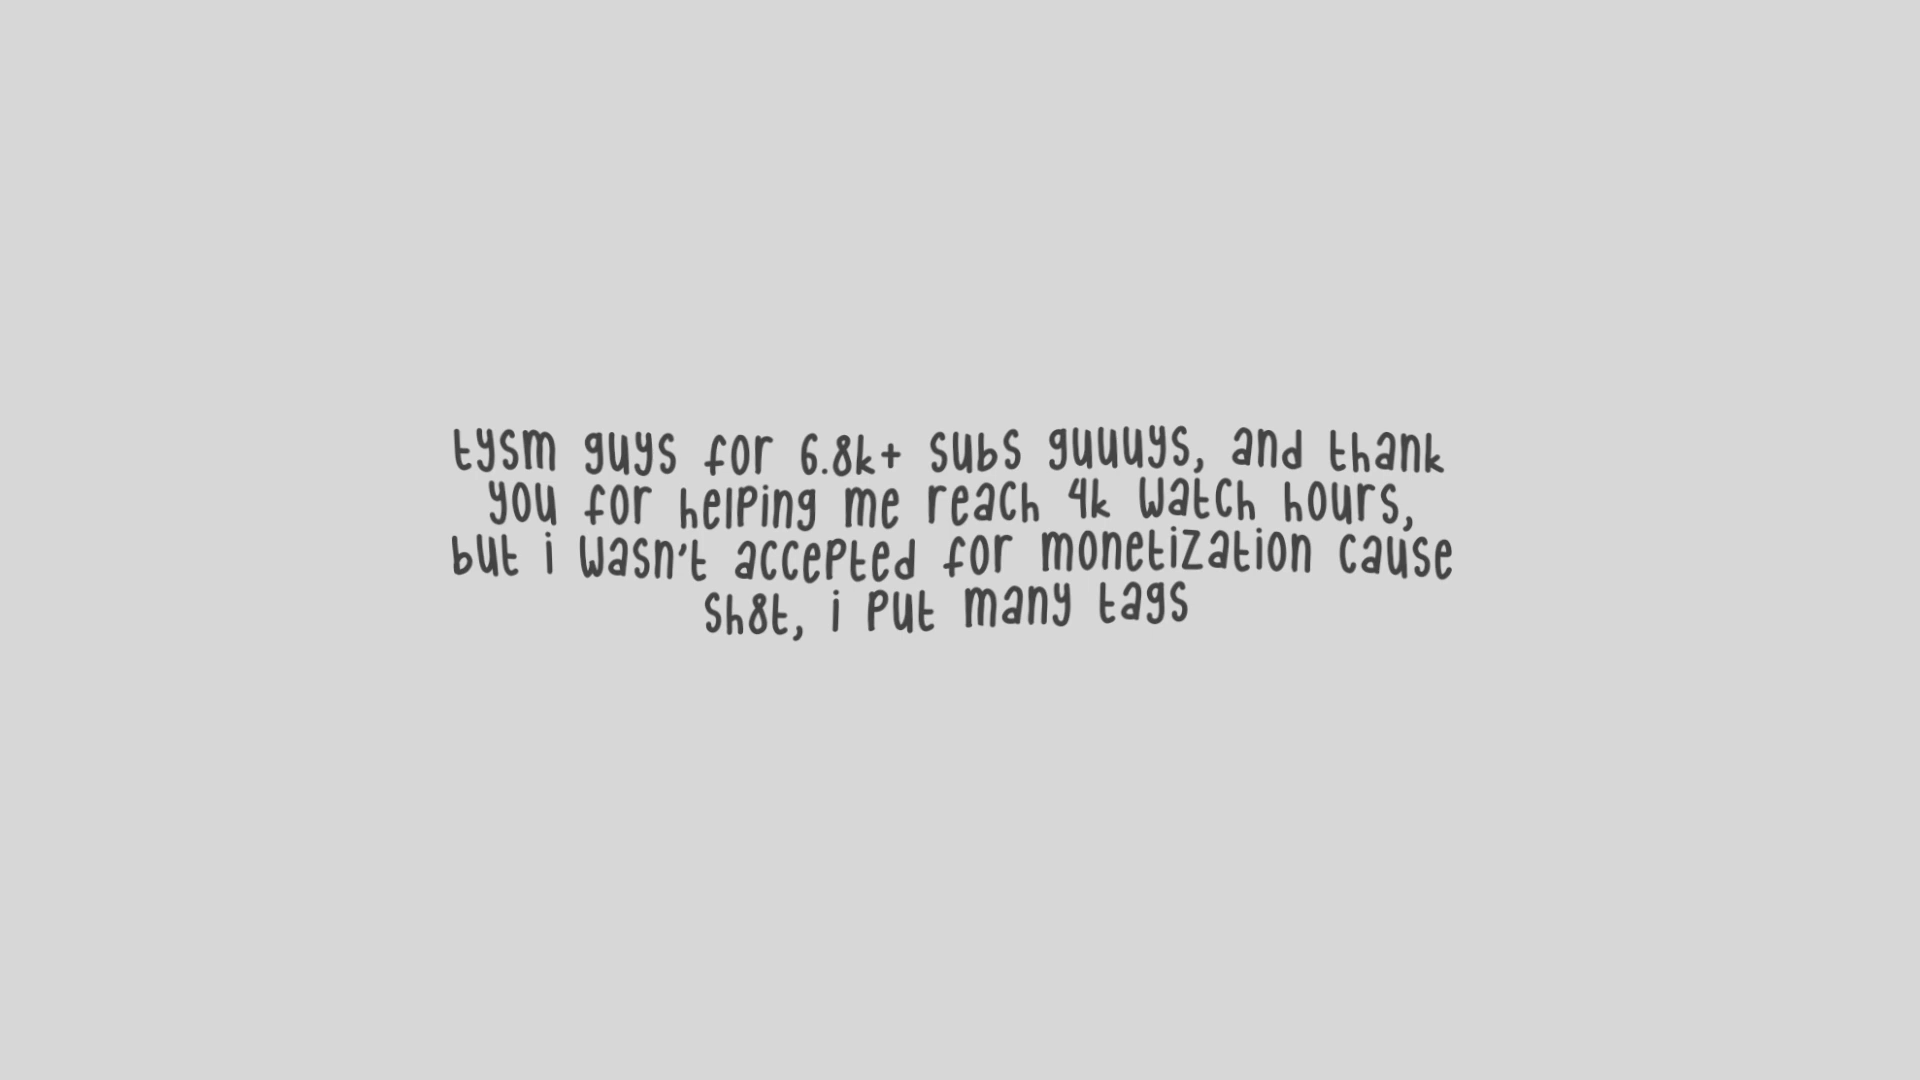 tysm guys for 6.8k+ subs guuuys, and thank
you for helping me reach 4k watch hours,
but i wasn't accepted for monetization cause
sh8t, i put many tags